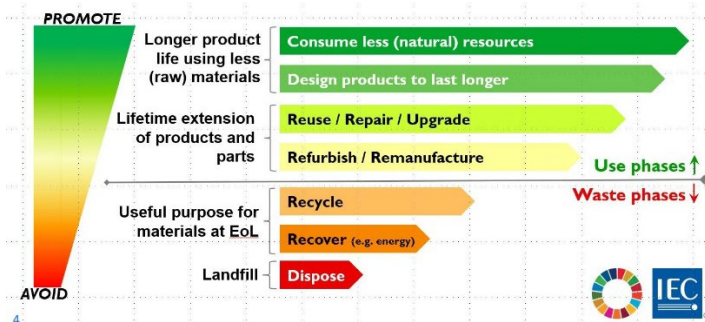 PROMOTE
Longer product
life using less
(raw) materials
Consume less (natural) resources
Design products to last longer
Lifetime extension
of products and
parts
Reuse / Repair / Upgrade
Refurbish / Remanufacture
Use phases ↑
Waste phases ↓
Useful purpose for
materials at EoL
Recycle
Recover (e.g. energy)
Landfill
Dispose
AVOID
IEC
4